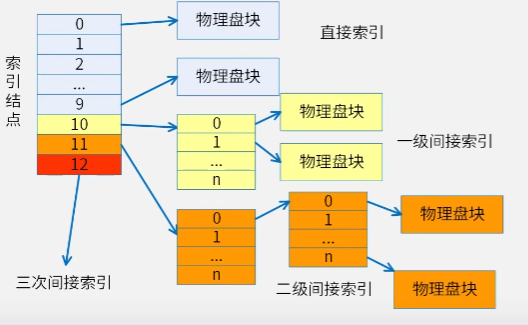 索引结点
0
1
2
...
9
10
11
12
物理盘块
物理盘块
直接索引
0
1
...
n
物理盘块
物理盘块
一级间接索引
0
1
...
n
0
1
...
n
物理盘块
物理盘块
二级间接索引
三次间接索引